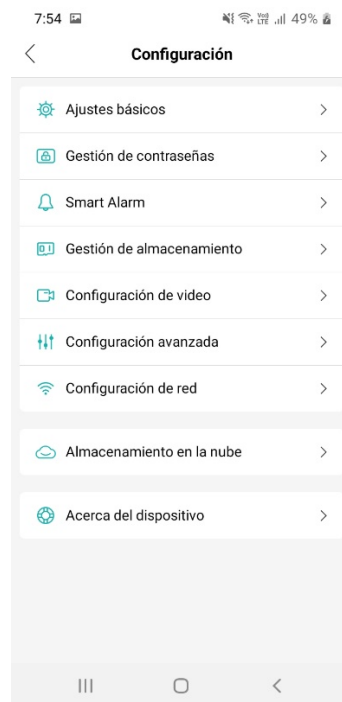 7:54 49%
Configuración
Ajustes básicos
Gestión de contraseñas
Smart Alarm
Gestión de almacenamiento
Configuración de video
Configuración avanzada
Configuración de red
Almacenamiento en la nube
Acerca del dispositivo